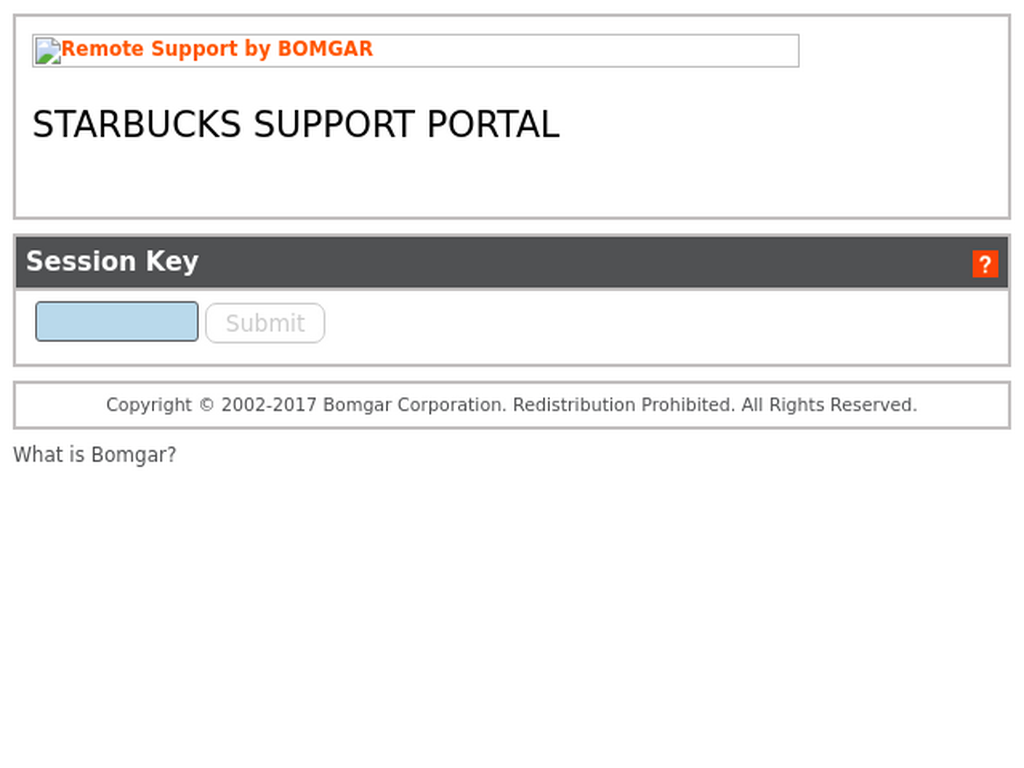 Remote Support by BOMGAR
STARBUCKS SUPPORT PORTAL
Session Key
?
Submit
Copyright © 2002-2017 Bomgar Corporation. Redistribution Prohibited. All Rights Reserved.
What is Bomgar?